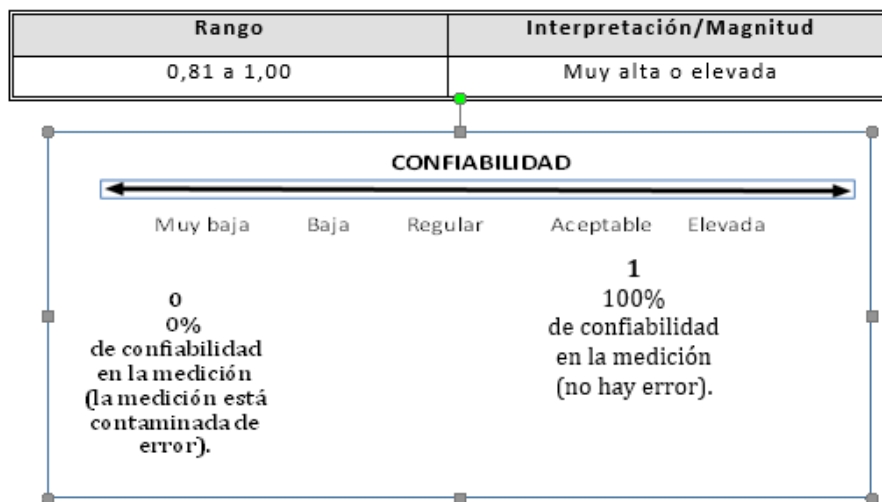 Rango Interpretación/Magnitud
0,81 a 1,00 Muy alta o elevada
CONFIABILIDAD
Muy baja Baja Regular Aceptable Elevada
0
0%
de confiabilidad
en la medición
(la medición está
contaminada de
error).
1
100%
de confiabilidad
en la medición
(no hay error).